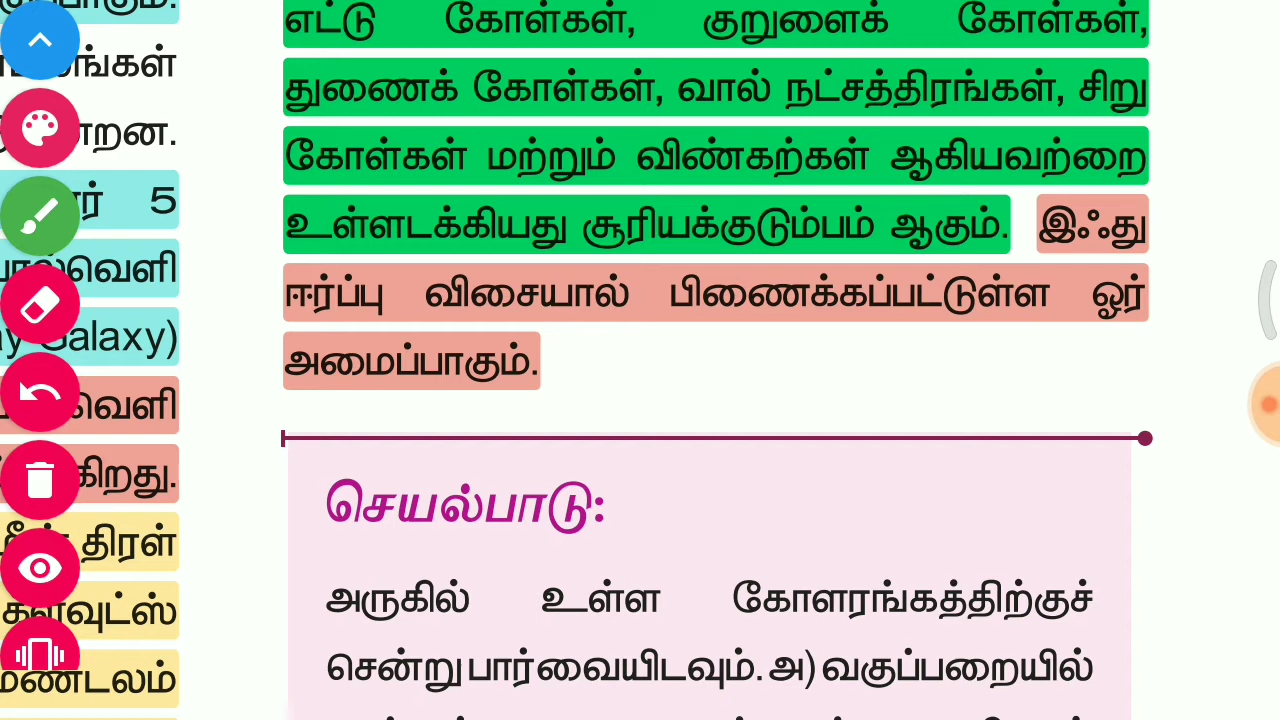 ங்கள்
றன.
ர் 5
வெளி
Galaxy)
வெளி
கிறது.
திரள்
வுட்ஸ்
மண்டலம்
எட்டு கோள்கள், குறுளைக் கோள்கள்,
துணைக் கோள்கள், வால் நட்சத்திரங்கள், சிறு
கோள்கள் மற்றும் விண்கற்கள் ஆகியவற்றை
உள்ளடக்கியது சூரியக்குடும்பம் ஆகும். இஃது
ஈர்ப்பு விசையால் பிணைக்கப்பட்டுள்ள ஓர்
அமைப்பாகும்.
செயல்பாடு:
அருகில் உள்ள கோளரங்கத்திற்குச்
சென்று பார்வையிடவும். அ) வகுப்பறையில்